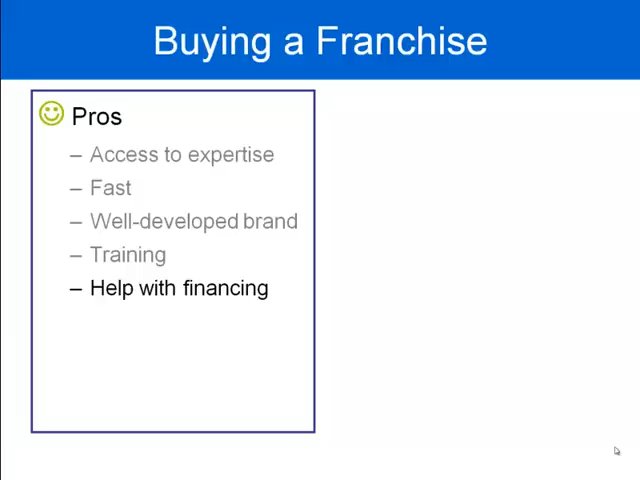 Buying a Franchise
Pros
– Access to expertise
– Fast
– Well-developed brand
– Training
– Help with financing